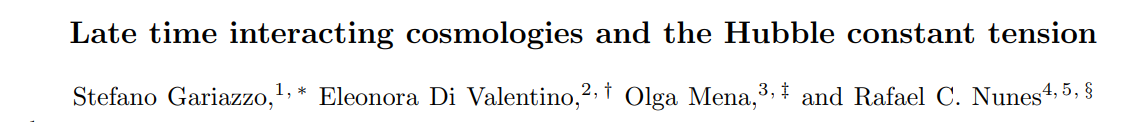 Late time interacting cosmologies and the Hubble constant tension
Stefano Gariazzo,1, * Eleonora Di Valentino,2, † Olga Mena,3, ‡ and Rafael C. Nunes4, 5, §